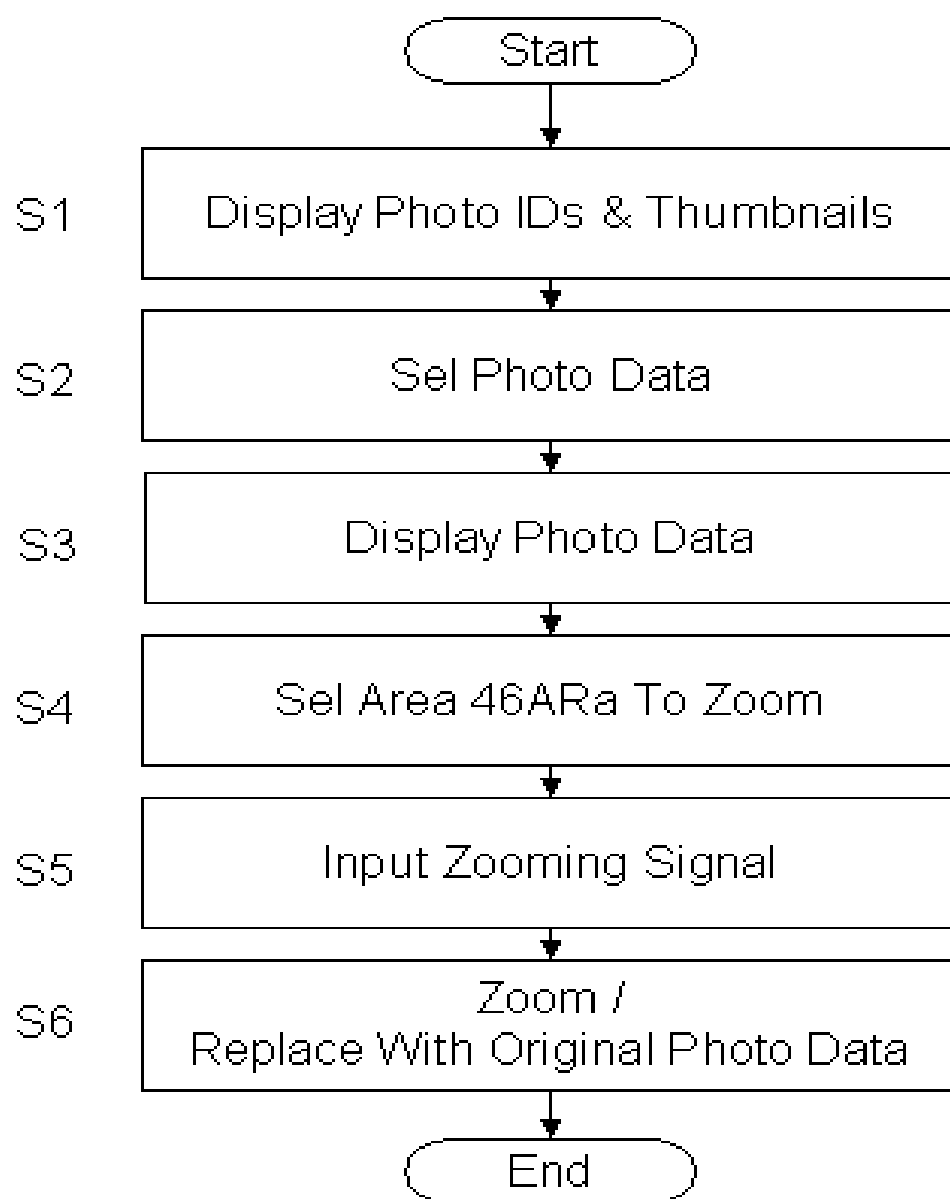 Start
S1
Display Photo IDs & Thumbnails
S2
Sel Photo Data
S3
Display Photo Data
S4
Sel Area 46ARa To Zoom
S5
Input Zooming Signal
S6
Zoom /
Replace With Original Photo Data
End